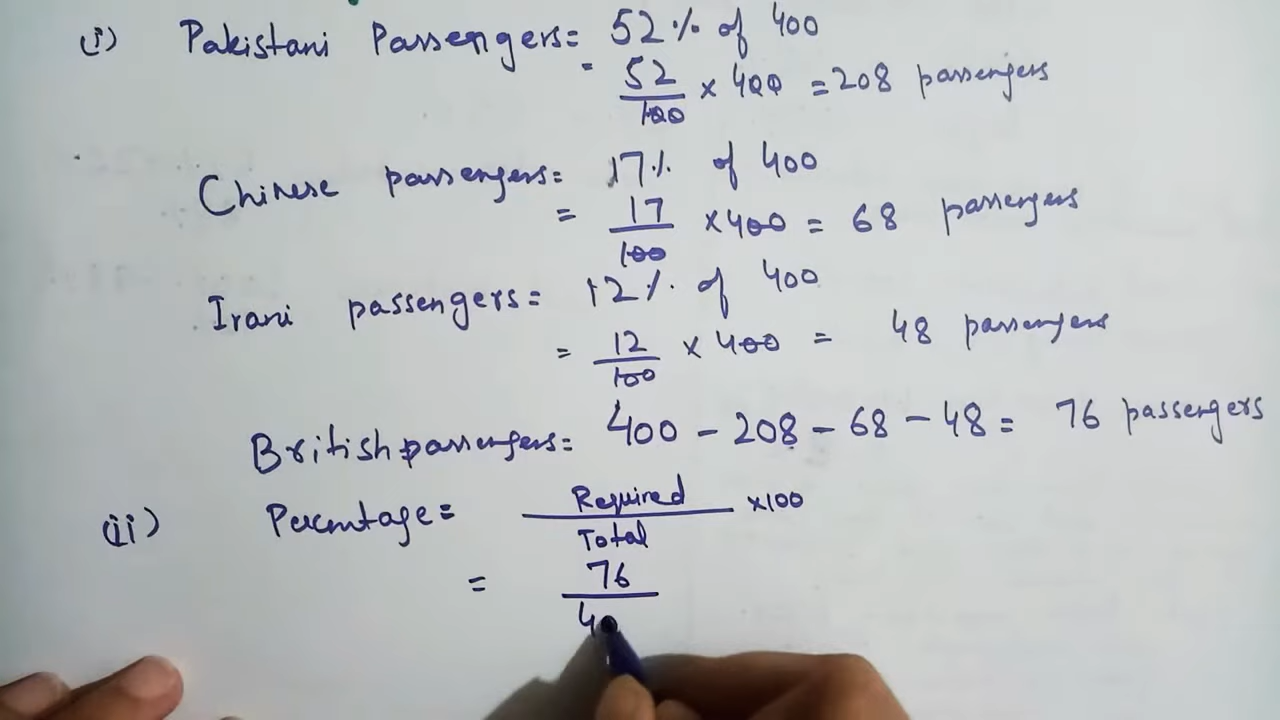 (i) Pakistani Passengers = 52% of 400
= 52/100 × 400 = 208 passengers
Chinese passengers = 17% of 400
= 17/100 × 400 = 68 passengers
Irani passengers = 12% of 400
= 12/100 × 400 = 48 passengers
British passengers = 400 - 208 - 68 - 48 = 76 passengers
(ii) Percentage = Required/Total ×100
= 76/40